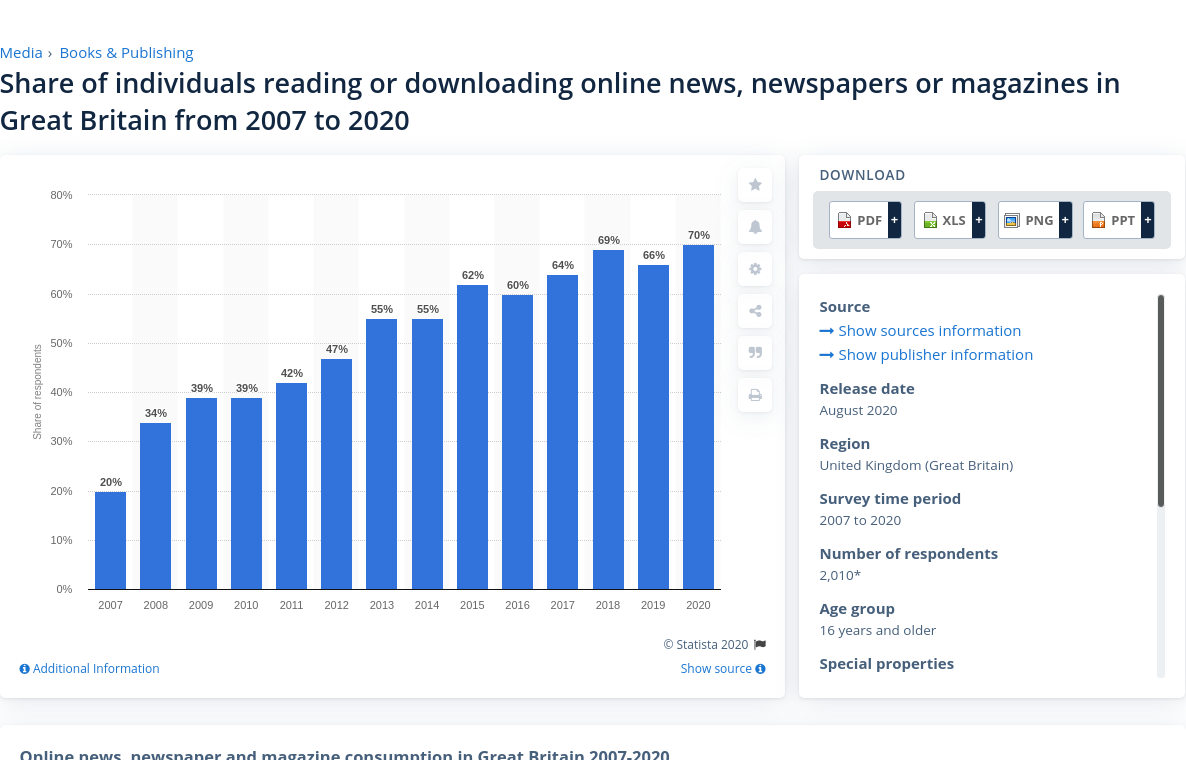 Media › Books & Publishing
Share of individuals reading or downloading online news, newspapers or magazines in
Great Britain from 2007 to 2020
80%
70%
60%
50%
40%
30%
20%
10%
0%
Share of respondents
20%
34%
39%
39%
42%
47%
55%
55%
62%
60%
64%
69%
66%
70%
2007 2008 2009 2010 2011 2012 2013 2014 2015 2016 2017 2018 2019 2020
© Statista 2020
Additional Information
Show source
DOWNLOAD
PDF + XLS + PNG + PPT +
Source
Show sources information
Show publisher information
Release date
August 2020
Region
United Kingdom (Great Britain)
Survey time period
2007 to 2020
Number of respondents
2,010*
Age group
16 years and older
Special properties
Online news, newspaper and magazine consumption in Great Britain 2007-2020